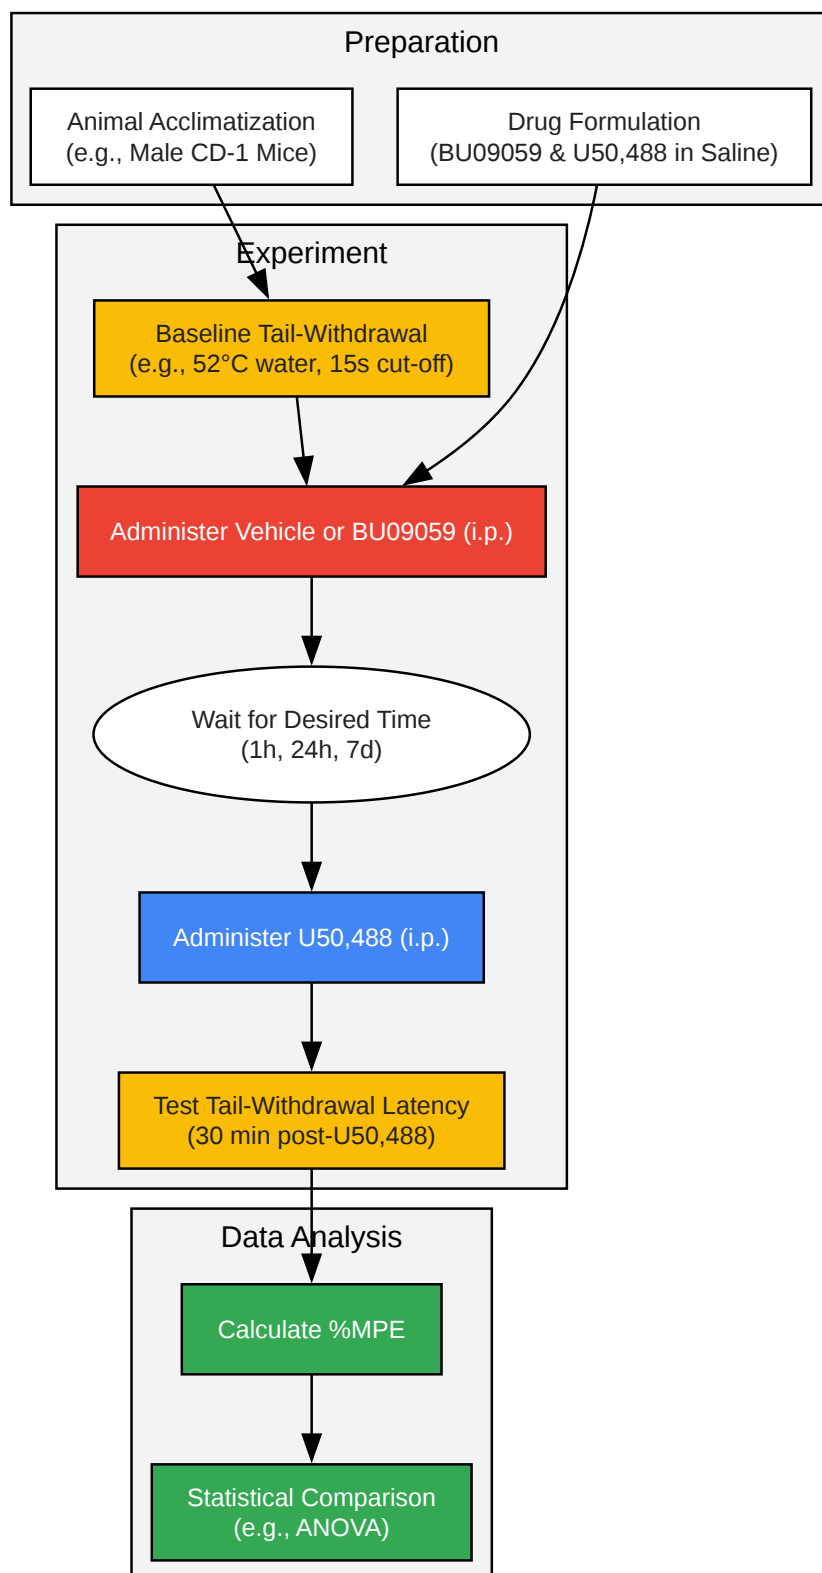 Preparation
Animal Acclimatization
(e.g., Male CD-1 Mice)
Drug Formulation
(BU09059 & U50,488 in Saline)
Experiment
Baseline Tail-Withdrawal
(e.g., 52°C water, 15s cut-off)
Administer Vehicle or BU09059 (i.p.)
Wait for Desired Time
(1h, 24h, 7d)
Administer U50,488 (i.p.)
Test Tail-Withdrawal Latency
(30 min post-U50,488)
Data Analysis
Calculate %MPE
Statistical Comparison
(e.g., ANOVA)